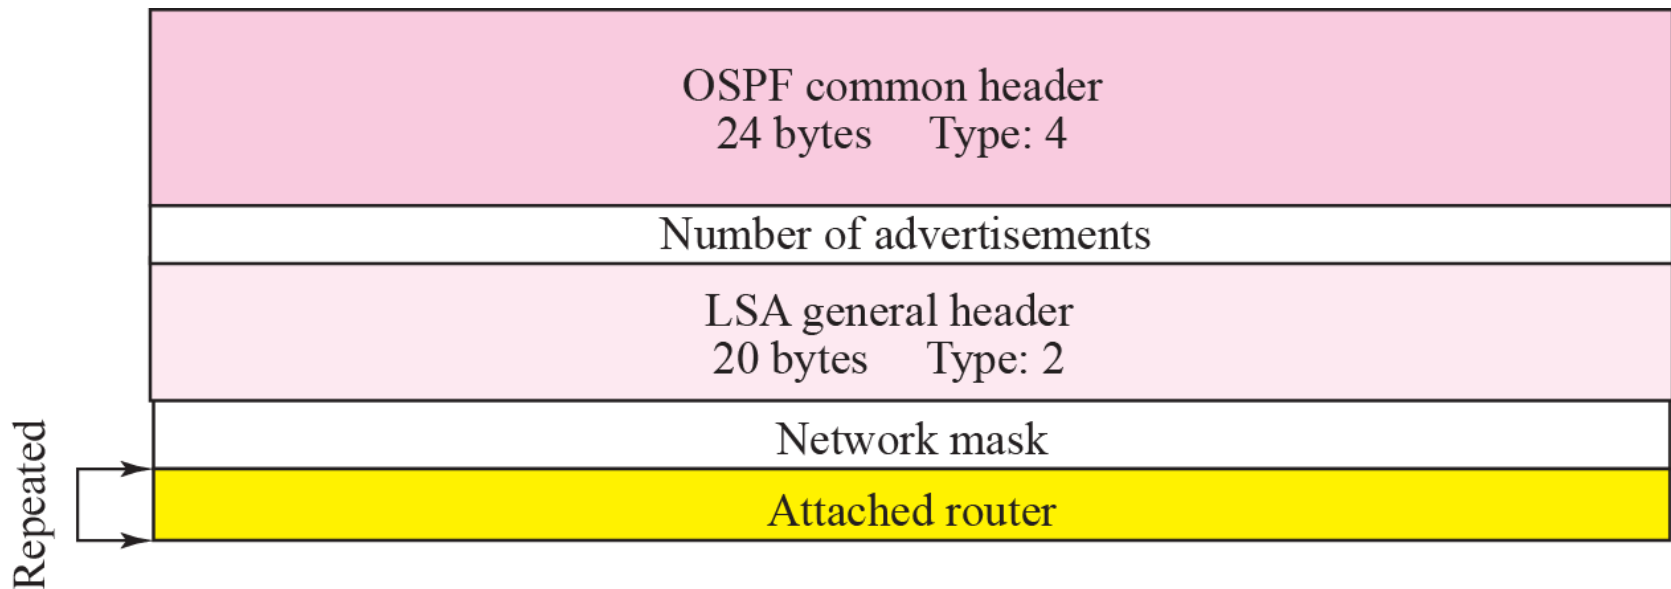 OSPF common header
24 bytes Type: 4
Number of advertisements
LSA general header
20 bytes Type: 2
Network mask
Attached router
Repeated